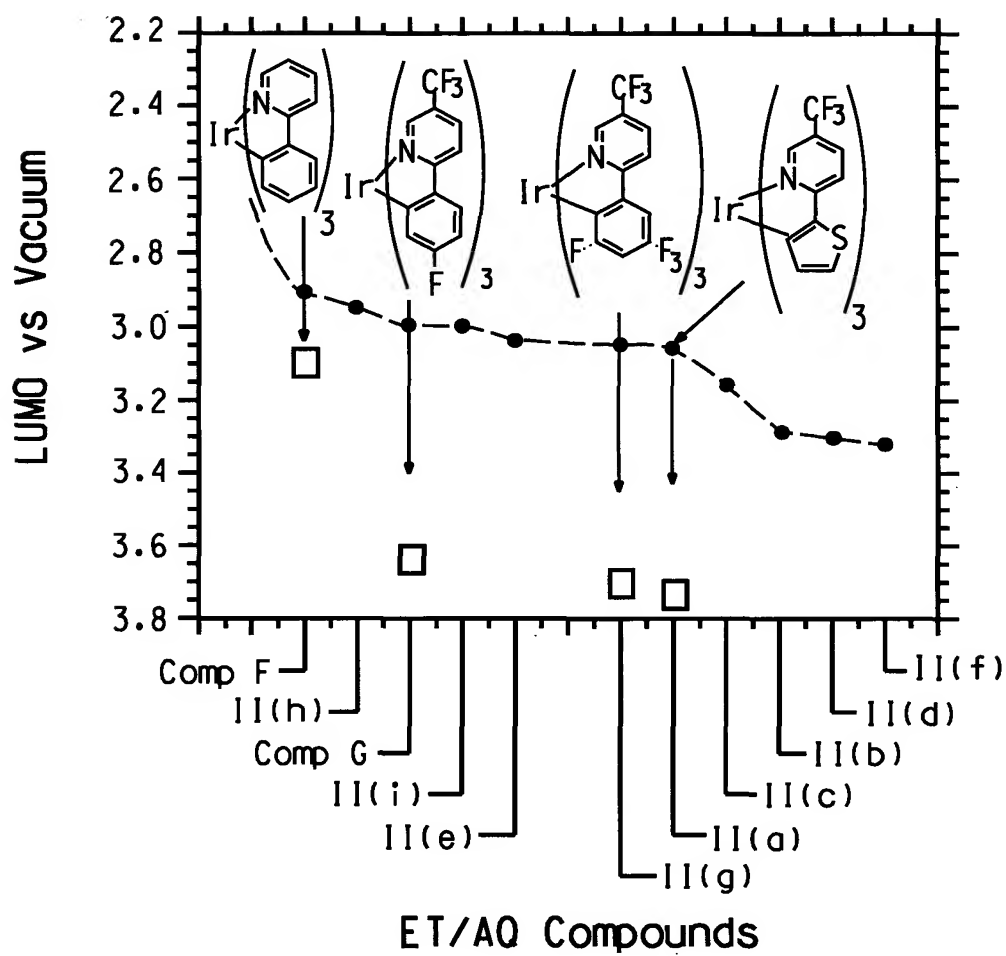 LUMO vs Vacuum
2.2
2.4
2.6
2.8
3.0
3.2
3.4
3.6
3.8
N
Ir
3
CF3
N
Ir
F
3
CF3
N
Ir
F
F3
3
CF3
N
Ir
S
3
Comp F
II(h)
Comp G
II(i)
II(e)
II(g)
II(a)
II(c)
II(b)
II(d)
II(f)
ET/AQ Compounds